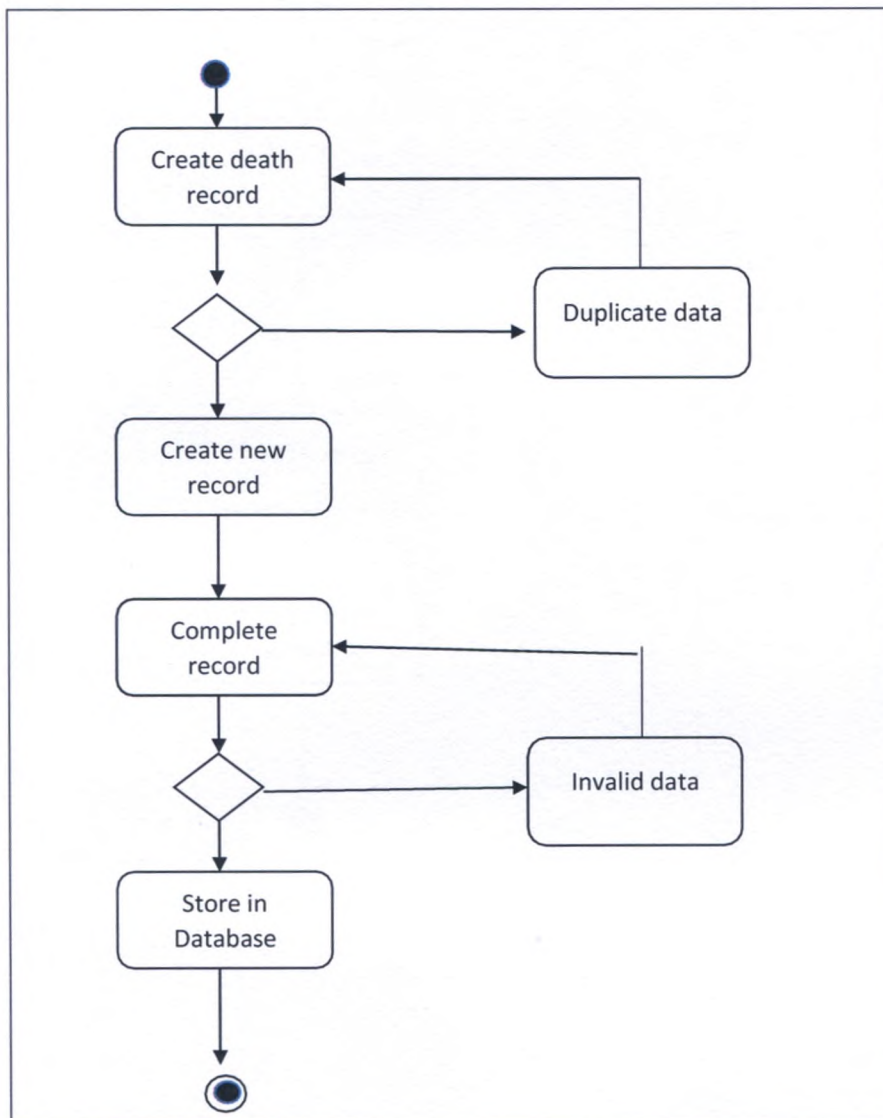 Create death
record
Duplicate data
Create new
record
Complete
record
Invalid data
Store in
Database